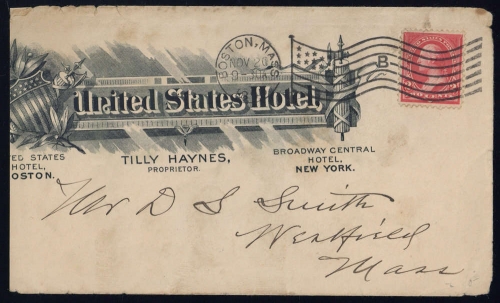 BOSTON, MASS.
NOV 20
B
United States Hotel,
TED STATES
HOTEL,
OSTON.
TILLY HAYNES,
PROPRIETOR.
BROADWAY CENTRAL
HOTEL,
NEW YORK.
Mr D S Smith
Westfield
Mass